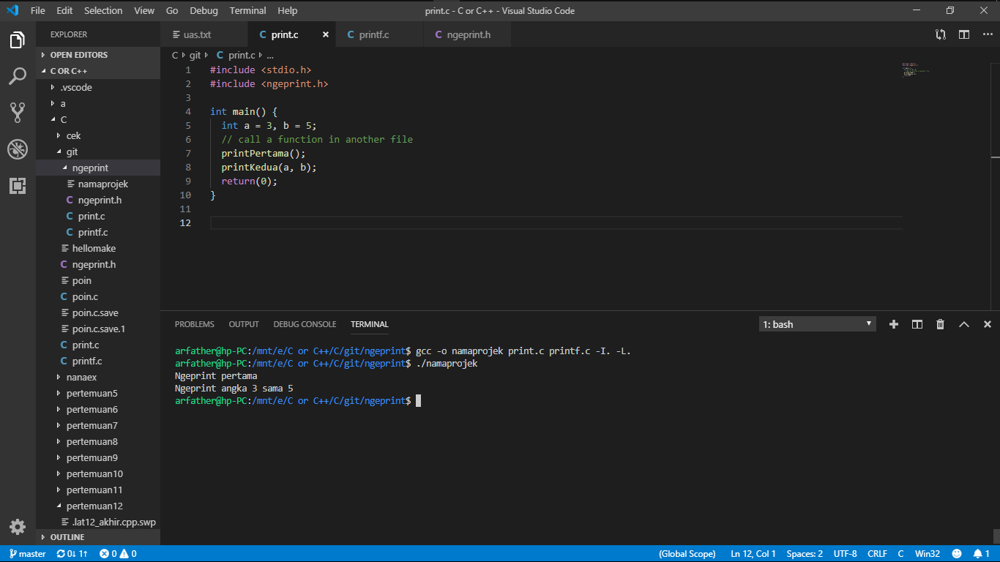 File Edit Selection View Go Debug Terminal Help print.c - C or C++ - Visual Studio Code
EXPLORER
OPEN EDITORS
C OR C++
.vscode
a
C
cek
git
ngeprint
namaprojek
ngeprint.h
print.c
printf.c
hellomake
ngeprint.h
poin
poin.c
poin.c.save
poin.c.save.1
print.c
printf.c
nanaex
pertemuan5
pertemuan6
pertemuan7
pertemuan8
pertemuan9
pertemuan10
pertemuan11
pertemuan12
.lat12_akhir.cpp.swp
OUTLINE
uas.txt C print.c C printf.c C ngeprint.h
C git C print.c ...
1 #include <stdio.h>
2 #include <ngeprint.h>
3
4 int main() {
5 int a = 3, b = 5;
6 // call a function in another file
7 printPertama();
8 printKedua(a, b);
9 return(0);
10 }
11
12
PROBLEMS OUTPUT DEBUG CONSOLE TERMINAL 1: bash
arfather@hp-PC:/mnt/e/C or C++/C/git/ngeprint$ gcc -o namaprojek print.c printf.c -I. -L.
arfather@hp-PC:/mnt/e/C or C++/C/git/ngeprint$ ./namaprojek
Ngeprint pertama
Ngeprint angka 3 sama 5
arfather@hp-PC:/mnt/e/C or C++/C/git/ngeprint$
master 0↓ 1↑ 0 0 (Global Scope) Ln 12, Col 1 Spaces: 2 UTF-8 CRLF C Win32 1